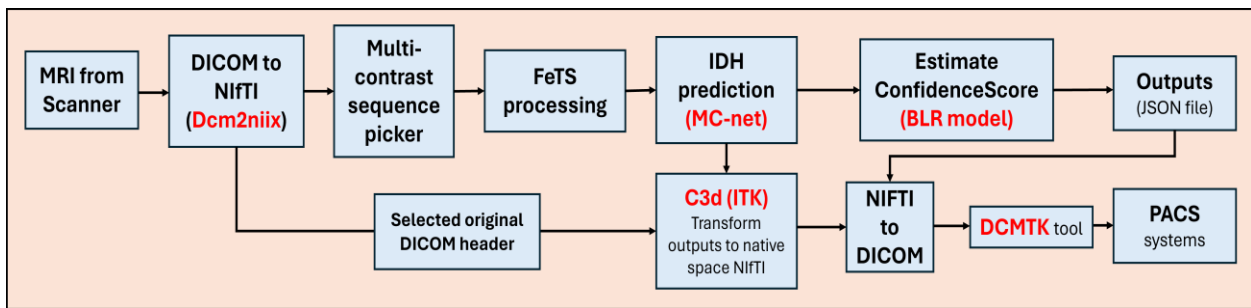 MRI from
Scanner
DICOM to
NIfTI
(Dcm2niix)
Multi-
contrast
sequence
picker
FeTS
processing
IDH
prediction
(MC-net)
Estimate
ConfidenceScore
(BLR model)
Outputs
(JSON file)
Selected original
DICOM header
C3d (ITK)
Transform
outputs to native
space NIfTI
NIFTI
to
DICOM
DCMTK tool
PACS
systems